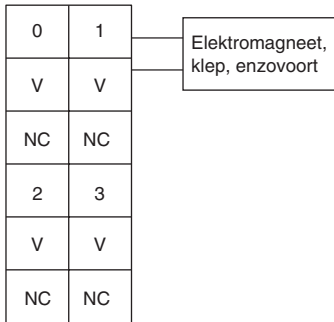 0 1
V V
NC NC
2 3
V V
NC NC
Elektromagneet,
klep, enzovoort